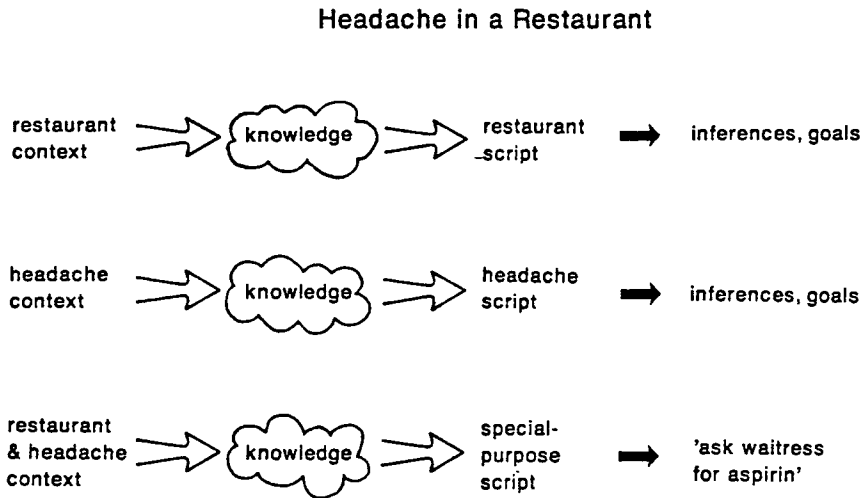 Headache in a Restaurant
restaurant
context
knowledge
restaurant
script
inferences, goals
headache
context
knowledge
headache
script
inferences, goals
restaurant
& headache
context
knowledge
special-
purpose
script
'ask waitress
for aspirin'